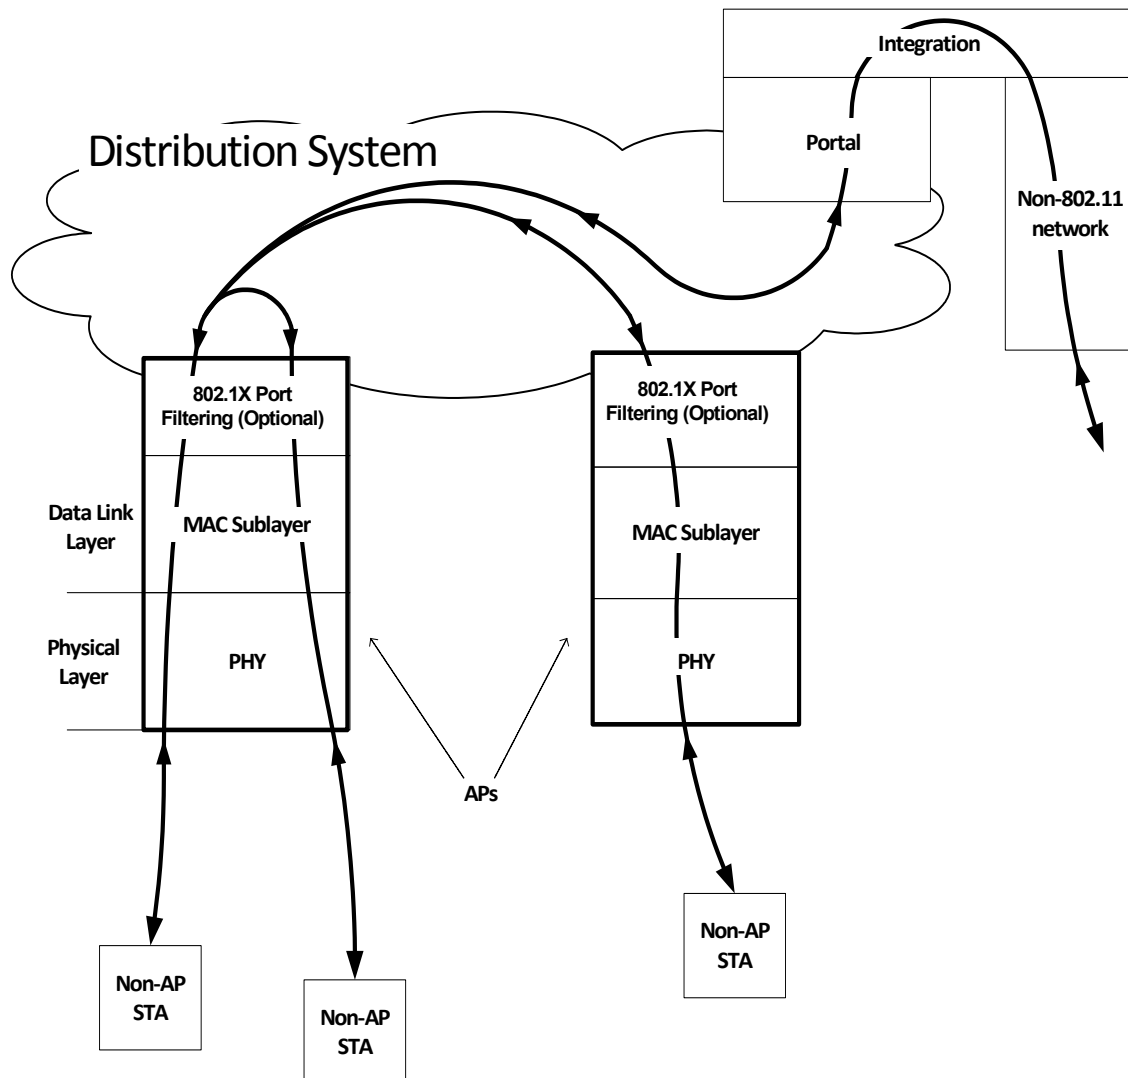 Integration
Distribution System
Portal
Non-802.11
network
802.1X Port
Filtering (Optional)
802.1X Port
Filtering (Optional)
Data Link
Layer
MAC Sublayer
MAC Sublayer
Physical
Layer
PHY
PHY
APs
Non-AP
STA
Non-AP
STA
Non-AP
STA